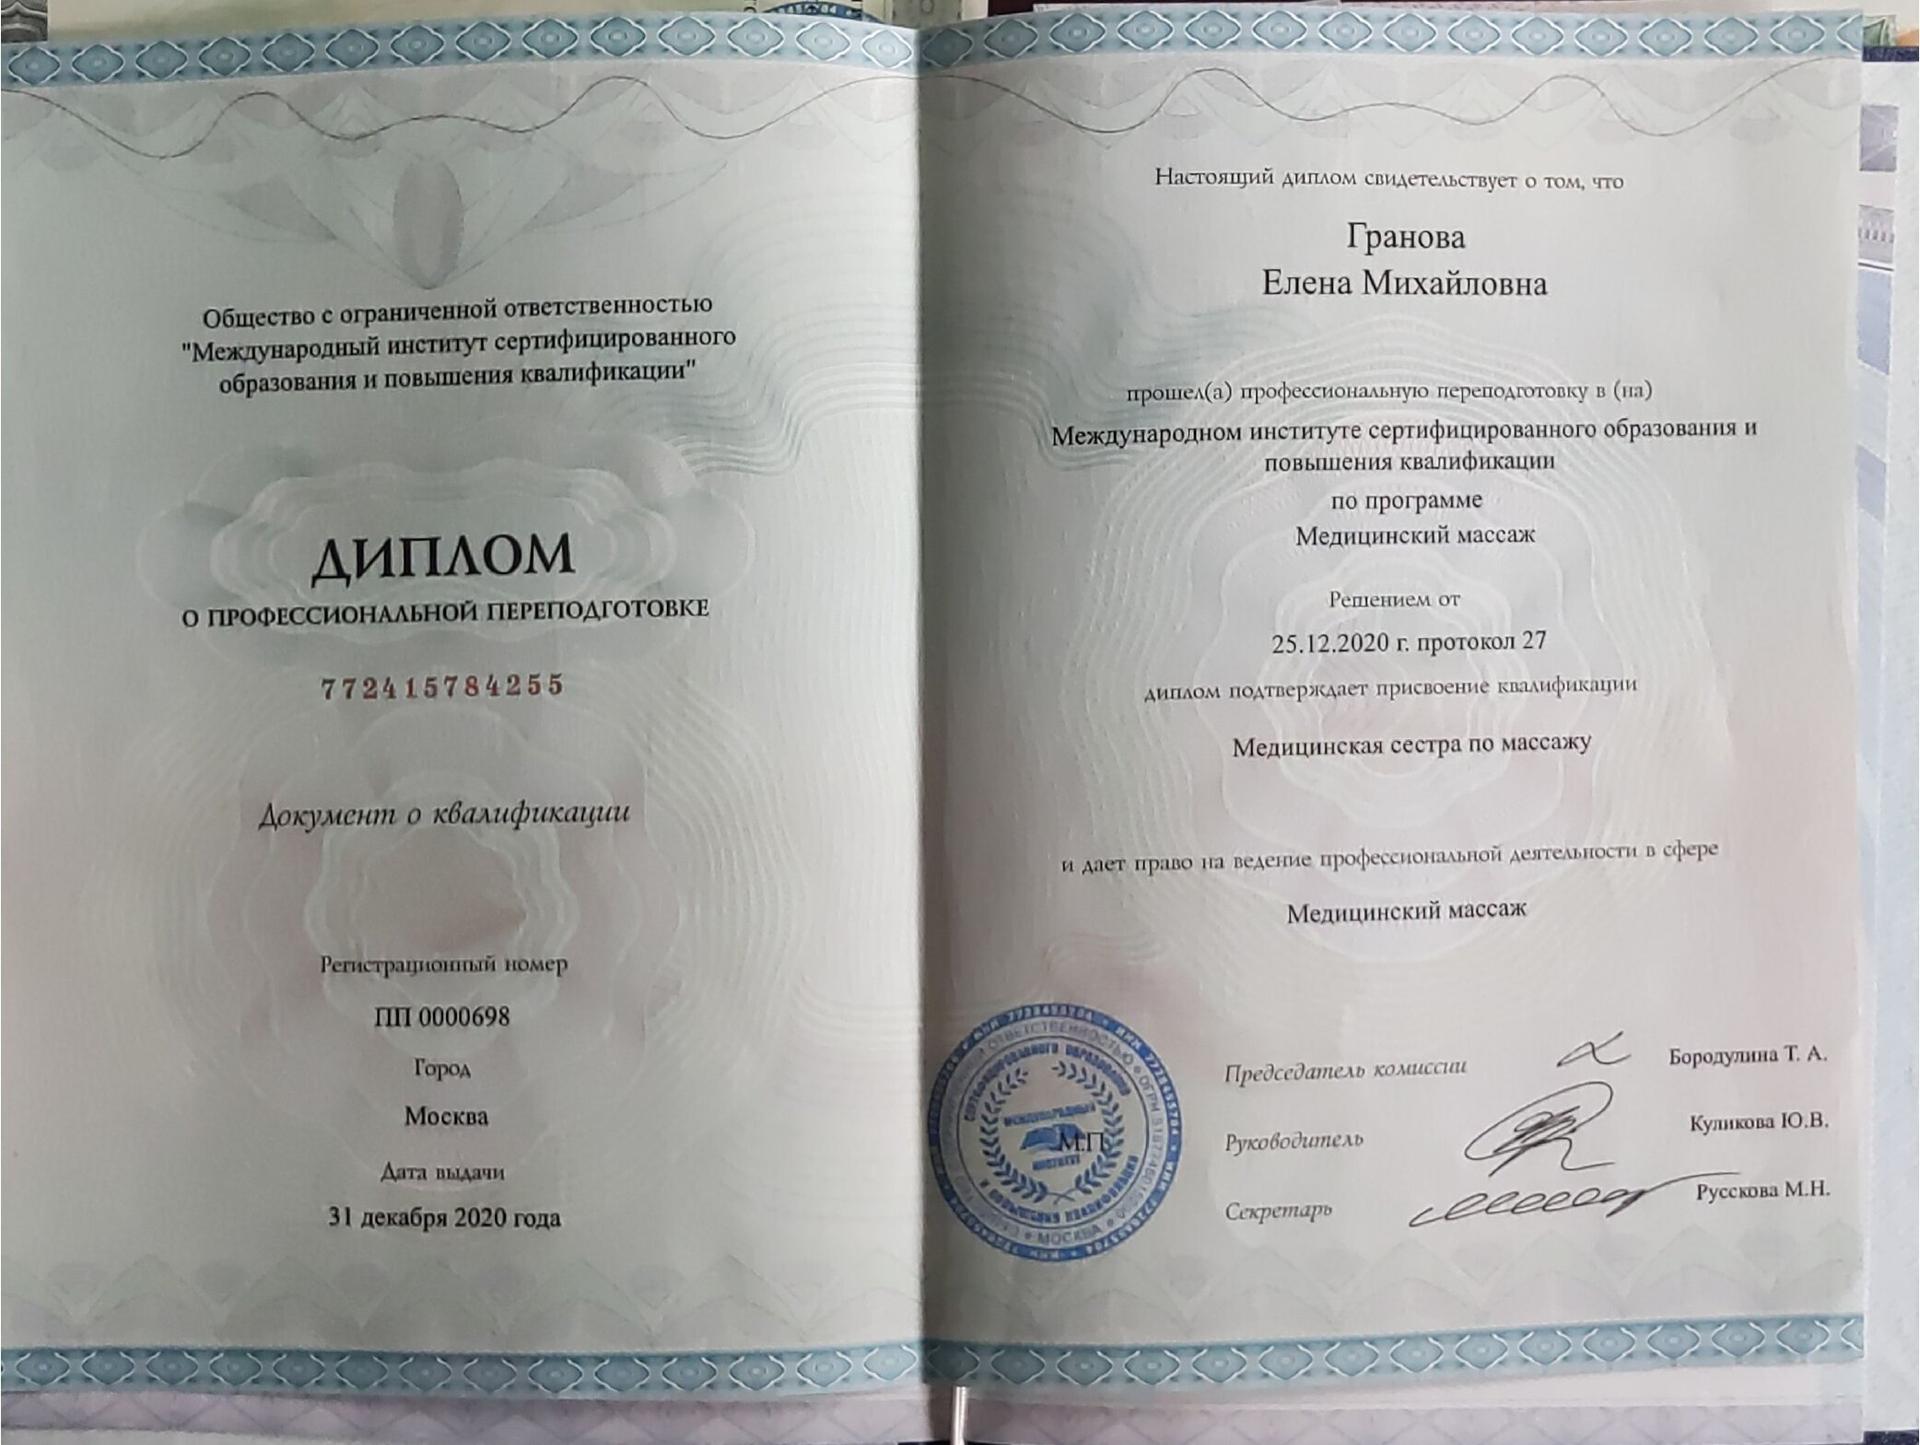 Общество с ограниченной ответственностью
"Международный институт сертифицированного
образования и повышения квалификации"
ДИПЛОМ
О ПРОФЕССИОНАЛЬНОЙ ПЕРЕПОДГОТОВКЕ
772415784255
Документ о квалификации
Регистрационный номер
ПП 0000698
Город
Москва
Дата выдачи
31 декабря 2020 года
Настоящий диплом свидетельствует о том, что
Гранова
Елена Михайловна
прошел(а) профессиональную переподготовку в (на)
Международном институте сертифицированного образования и
повышения квалификации
по программе
Медицинский массаж
Решением от
25.12.2020 г. протокол 27
диплом подтверждает присвоение квалификации
Медицинская сестра по массажу
и дает право на ведение профессиональной деятельности в сфере
Медицинский массаж
Председатель комиссии Бородулина Т. А.
Руководитель Куликова Ю.В.
Секретарь Русскова М.Н.
М.П.
МЕЖДУНАРОДНЫЙ
ИНСТИТУТ
МОСКВА